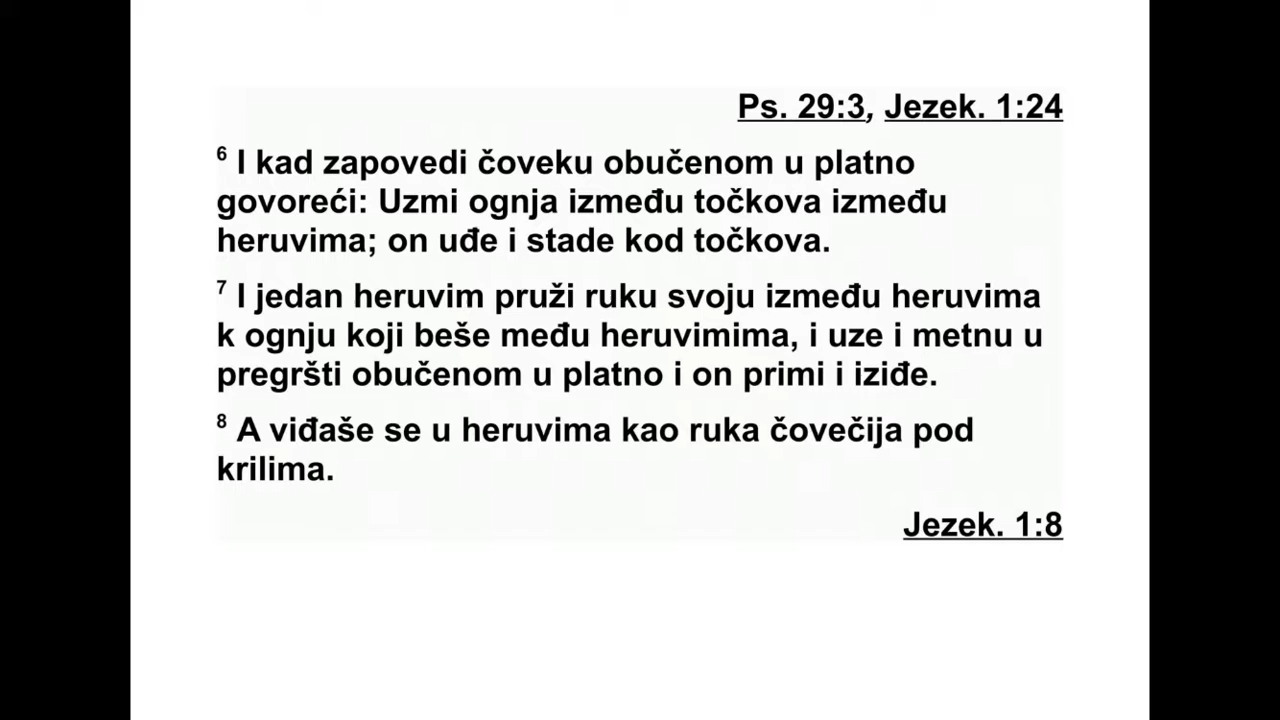 Ps. 29:3, Jezek. 1:24
6 I kad zapovedi čoveku obučenom u platno
govoreći: Uzmi ognja između točkova između
heruvima; on uđe i stade kod točkova.
7 I jedan heruvim pruži ruku svoju između heruvima
k ognju koji beše među heruvimima, i uze i metnu u
pregršti obučenom u platno i on primi i iziđe.
8 A viđaše se u heruvima kao ruka čovečija pod
krilima.
Jezek. 1:8